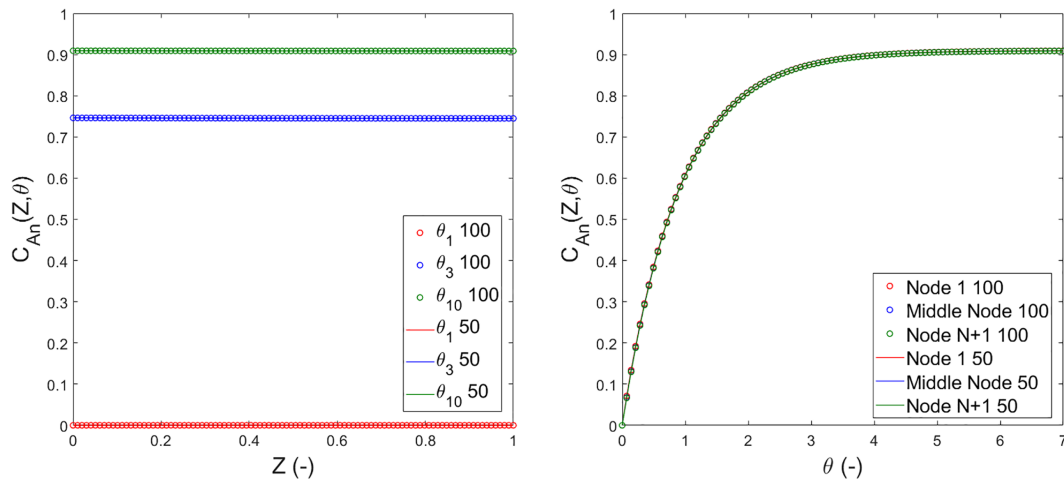 1
0.9
0.8
0.7
0.6
0.5
0.4
0.3
0.2
0.1
0
C_An(Z,θ)
θ_1 100
θ_3 100
θ_10 100
θ_1 50
θ_3 50
θ_10 50
0 0.2 0.4 0.6 0.8 1
Z (-)
1
0.9
0.8
0.7
0.6
0.5
0.4
0.3
0.2
0.1
0
C_An(Z,θ)
Node 1 100
Middle Node 100
Node N+1 100
Node 1 50
Middle Node 50
Node N+1 50
0 1 2 3 4 5 6 7
θ (-)